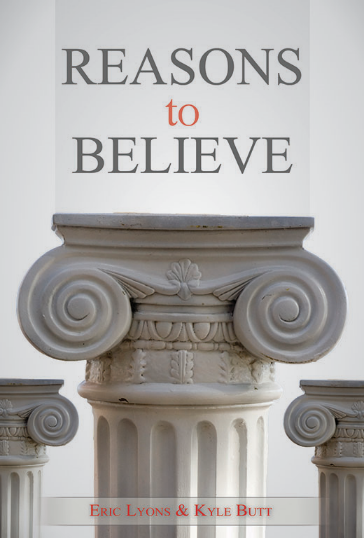 REASONS
to
BELIEVE
ERIC LYONS & KYLE BUTT